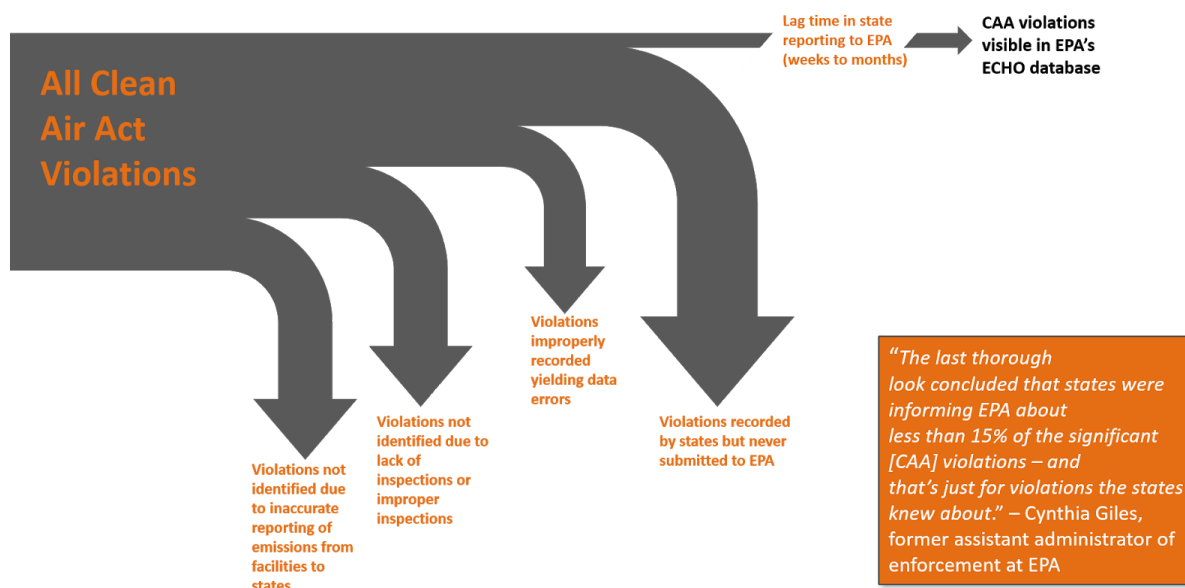 All Clean
Air Act
Violations
Lag time in state
reporting to EPA
(weeks to months)
CAA violations
visible in EPA's
ECHO database
Violations not
identified due
to inaccurate
reporting of
emissions from
facilities to
states
Violations not
identified due to
lack of
inspections or
improper
inspections
Violations
improperly
recorded
yielding data
errors
Violations recorded
by states but never
submitted to EPA
“The last thorough
look concluded that states were
informing EPA about
less than 15% of the significant
[CAA] violations – and
that’s just for violations the states
knew about.” – Cynthia Giles,
former assistant administrator of
enforcement at EPA